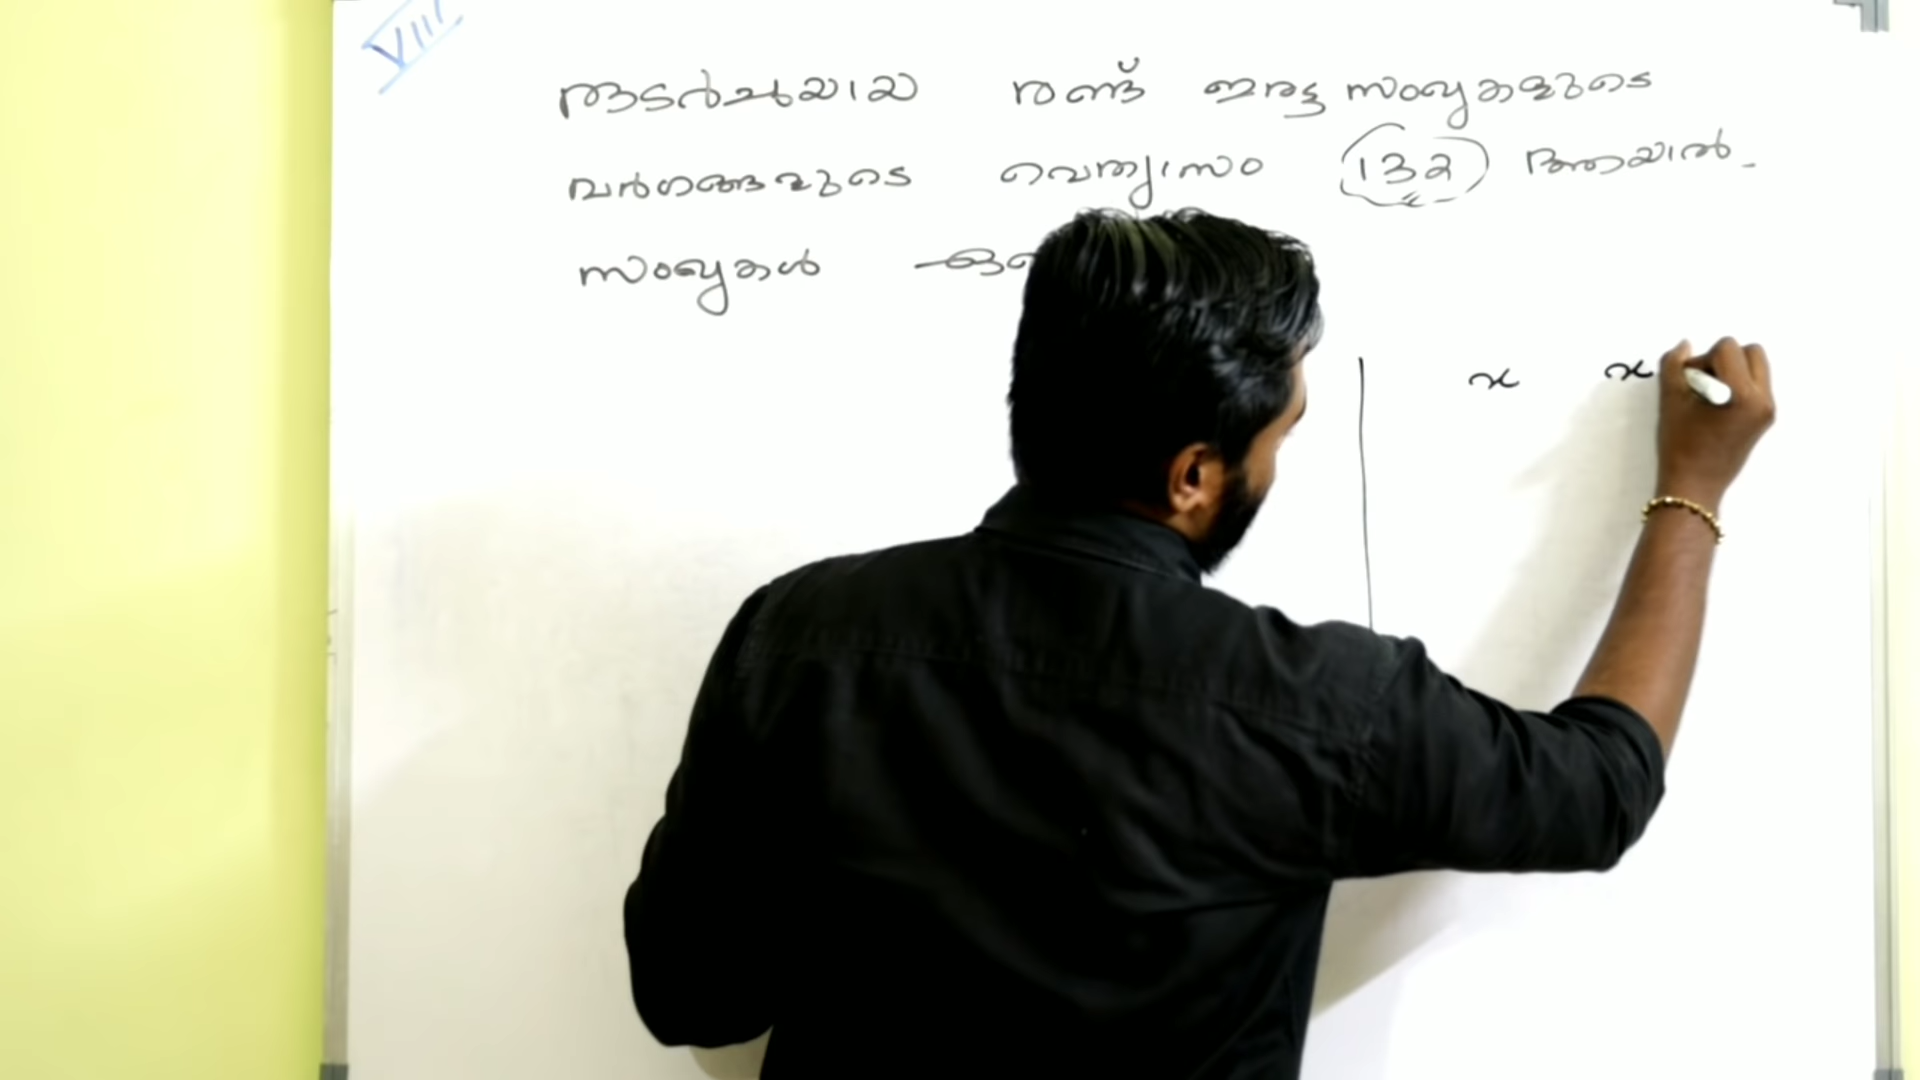 VIII
തുടർച്ചയായ രണ്ട് ഇരട്ട സംഖ്യകളുടെ
വർഗങ്ങളുടെ വ്യത്യാസം 132 ആയാൽ
സംഖ്യകൾ
x x